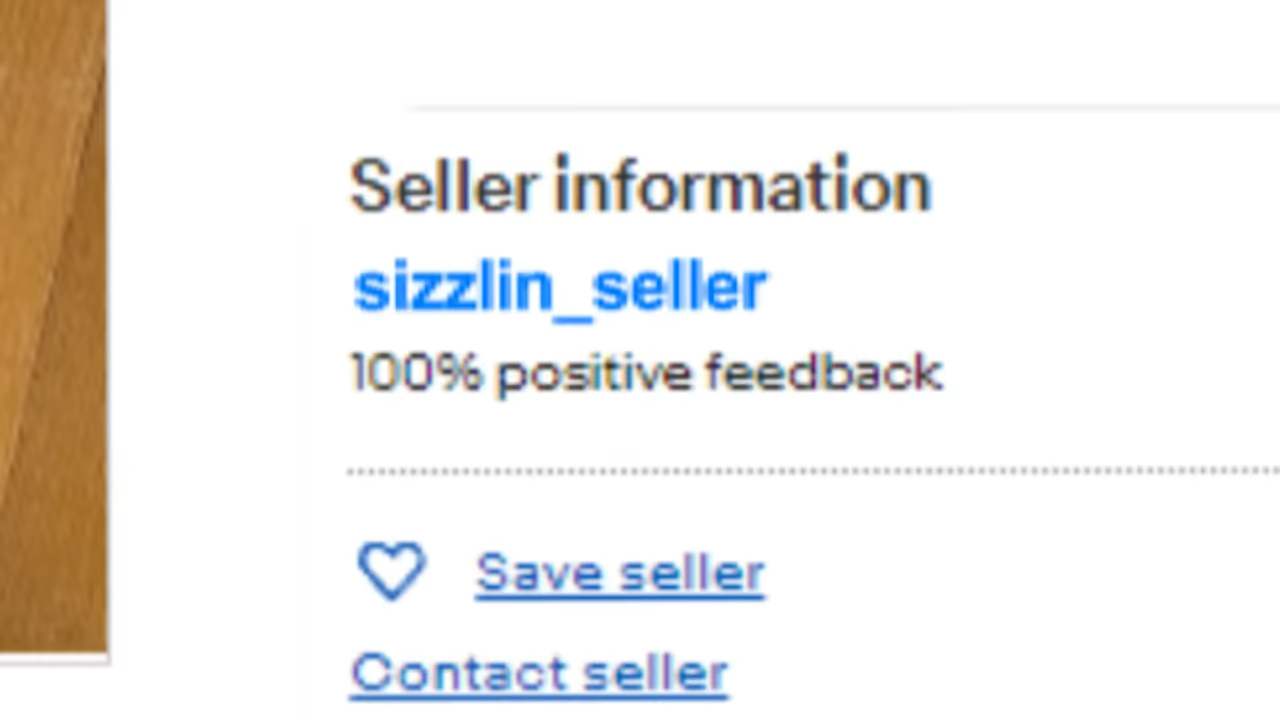 Seller information
sizzlin_seller
100% positive feedback
Save seller
Contact seller